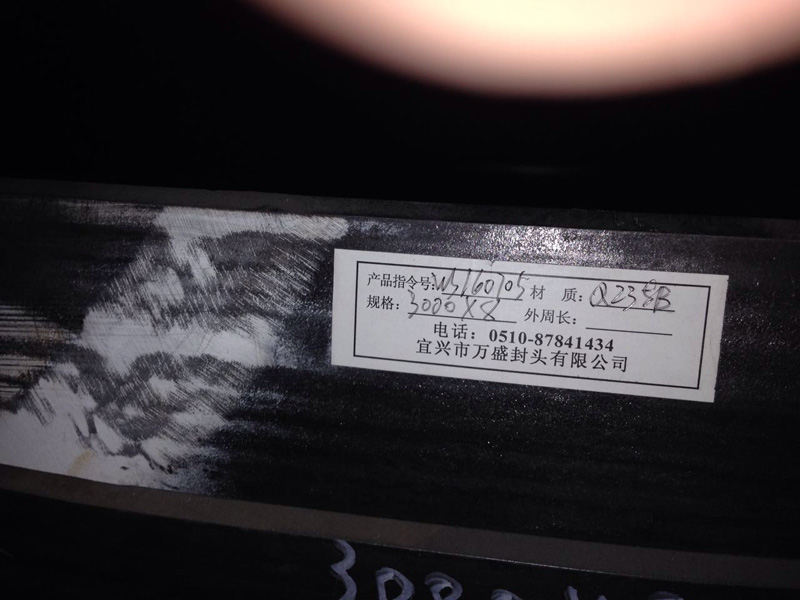 产品指令号:WS160705 材 质:Q235B
规格:3000X8 外周长:
电话:0510-87841434
宜兴市万盛封头有限公司
3000X8